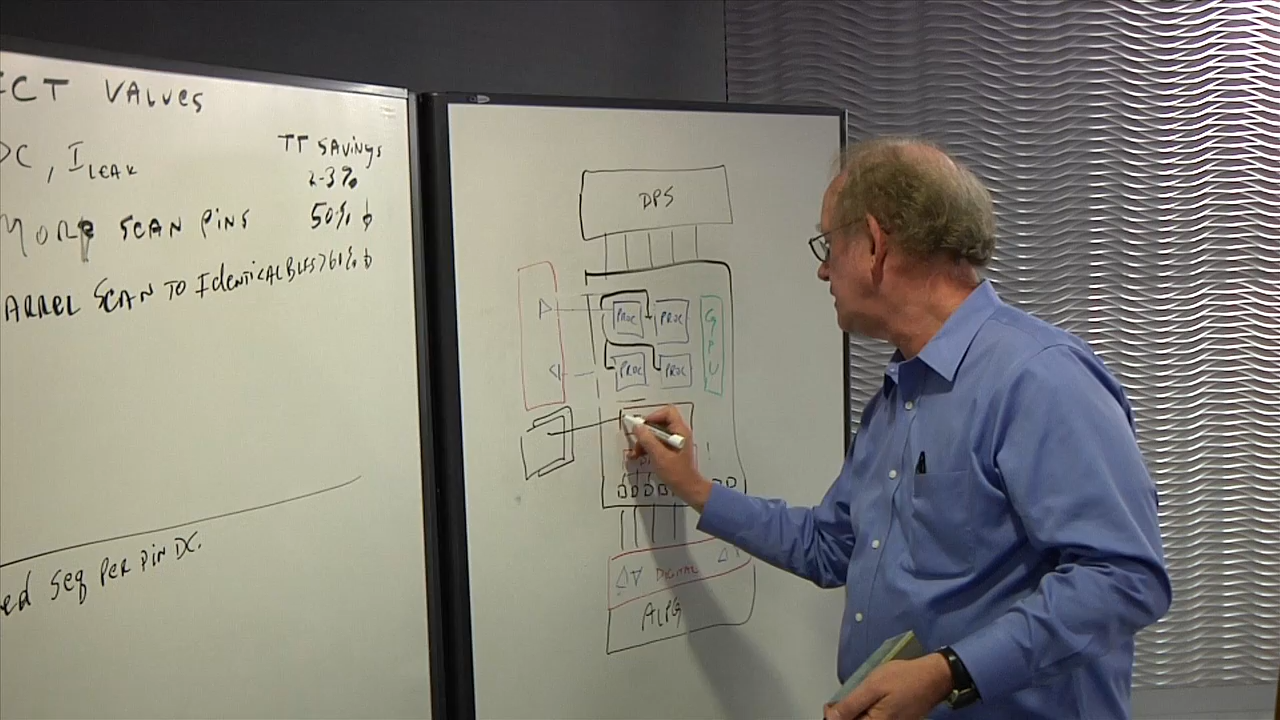 ECT VALUES
DC, ILEAK
TT SAVINGS
2-3%
MORE SCAN PINS
50%
ARREL SCAN TO IdENTICAL BLKS >60%
ed Seq PER PIN DC.
DPS
PROC PROC
GPU
PROC PROC
DIGITAL
ALPG